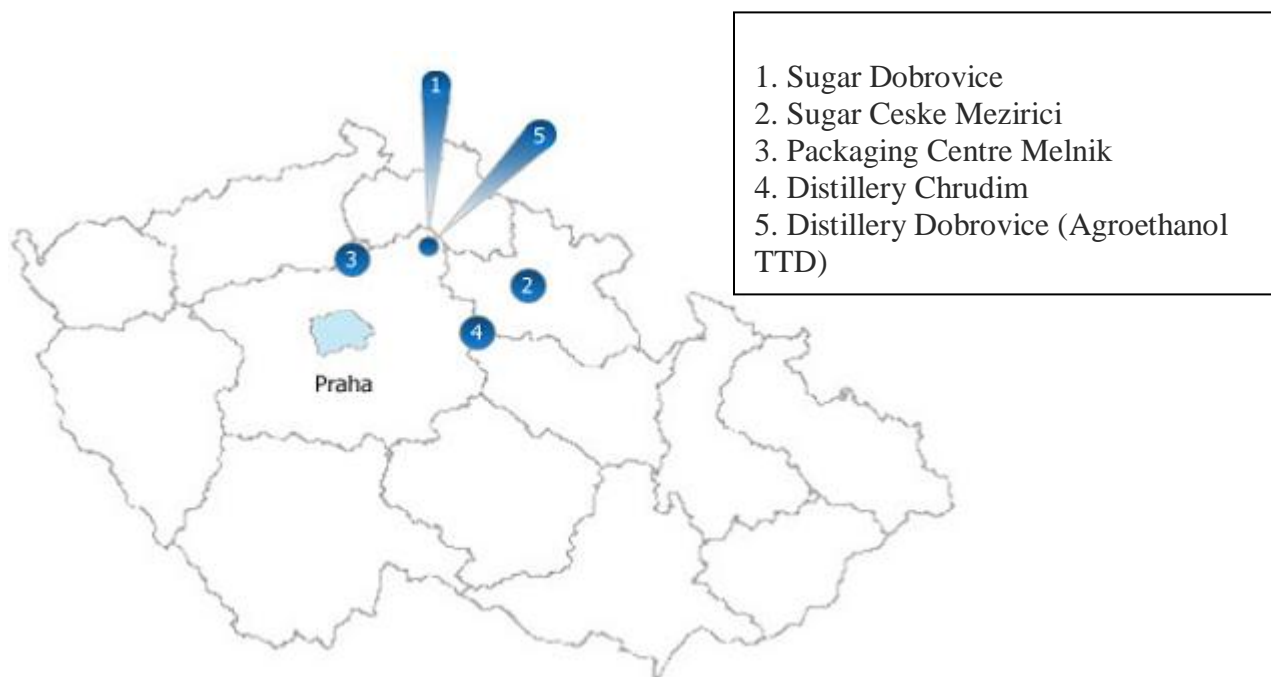 1
5
3
2
4
Praha
1. Sugar Dobrovice
2. Sugar Ceske Mezirici
3. Packaging Centre Melnik
4. Distillery Chrudim
5. Distillery Dobrovice (Agroethanol
TTD)